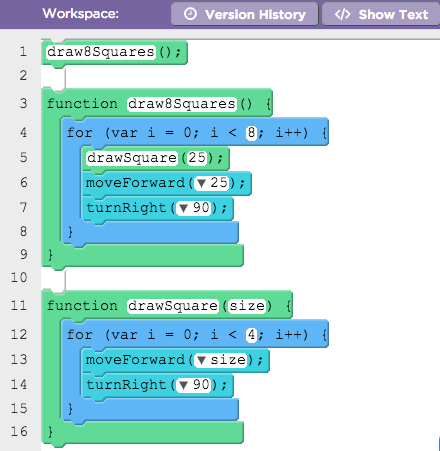 Workspace: Version History </> Show Text
1 draw8Squares();
2
3 function draw8Squares() {
4 for (var i = 0; i < 8; i++) {
5 drawSquare(25);
6 moveForward(▼25);
7 turnRight(▼90);
8 }
9 }
10
11 function drawSquare(size) {
12 for (var i = 0; i < 4; i++) {
13 moveForward(▼size);
14 turnRight(▼90);
15 }
16 }